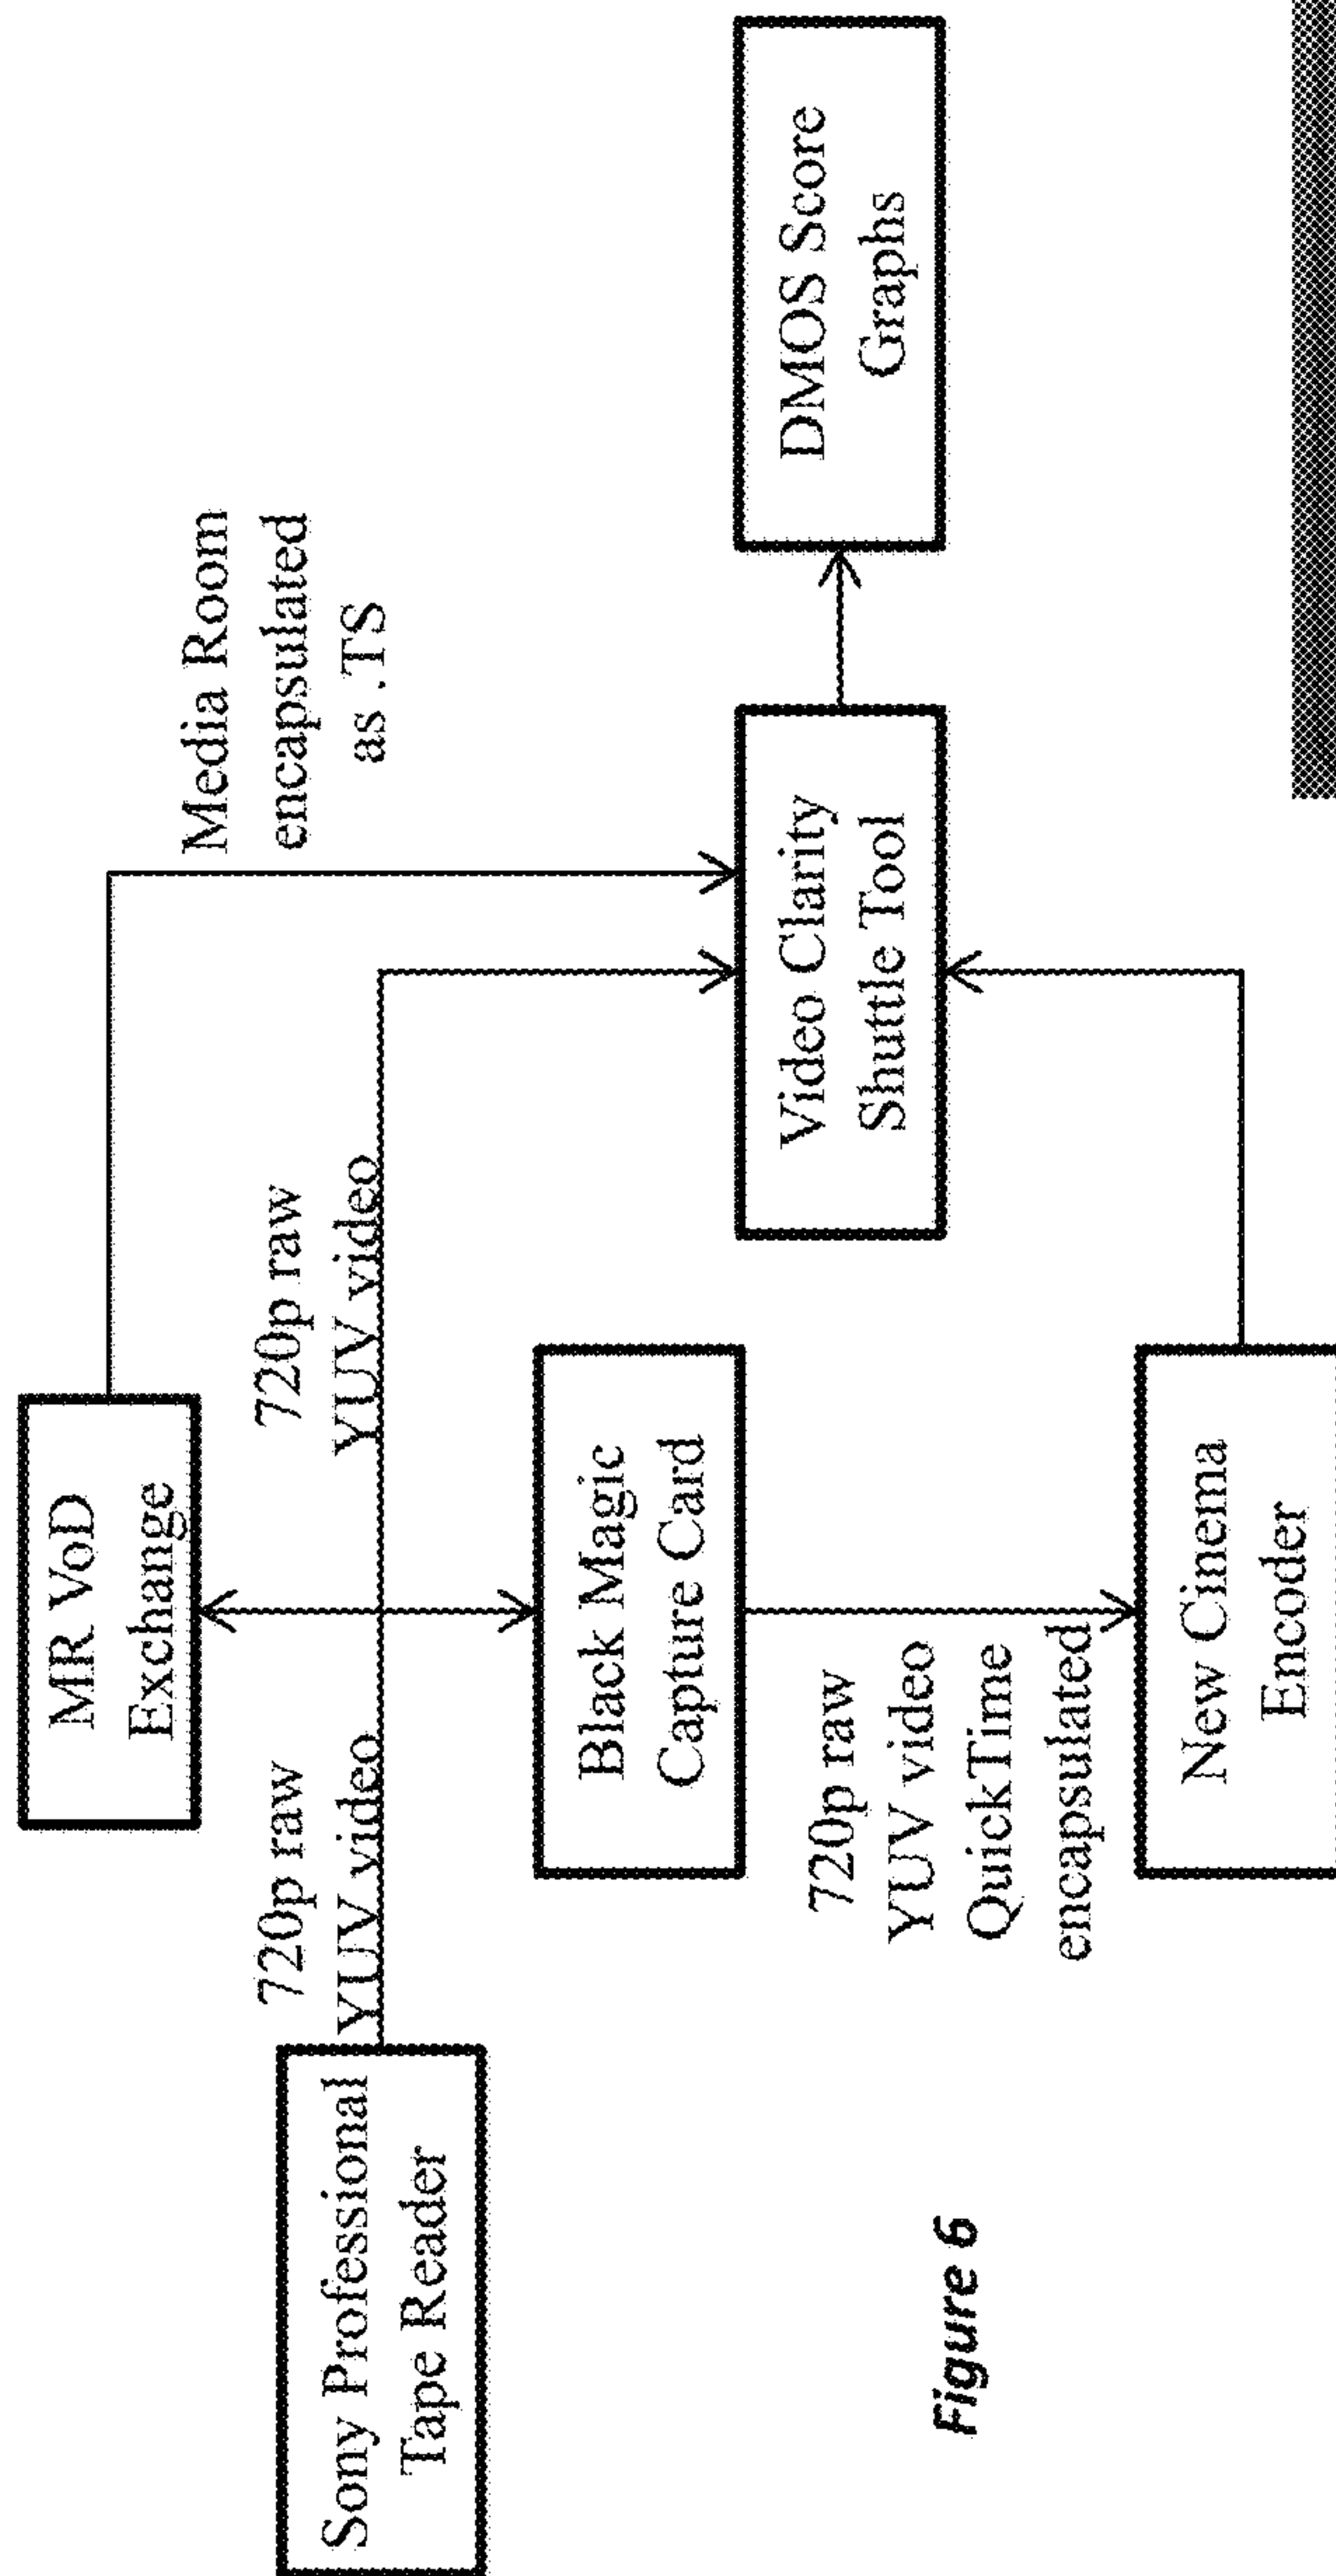 MR VoD
Exchange
Media Room
encapsulated
as .TS
720p raw
YUV video
720p raw
YUV video
Sony Professional
Tape Reader
Black Magic
Capture Card
Video Clarity
Shuttle Tool
DMOS Score
Graphs
720p raw
YUV video
QuickTime
encapsulated
New Cinema
Encoder
Figure 6